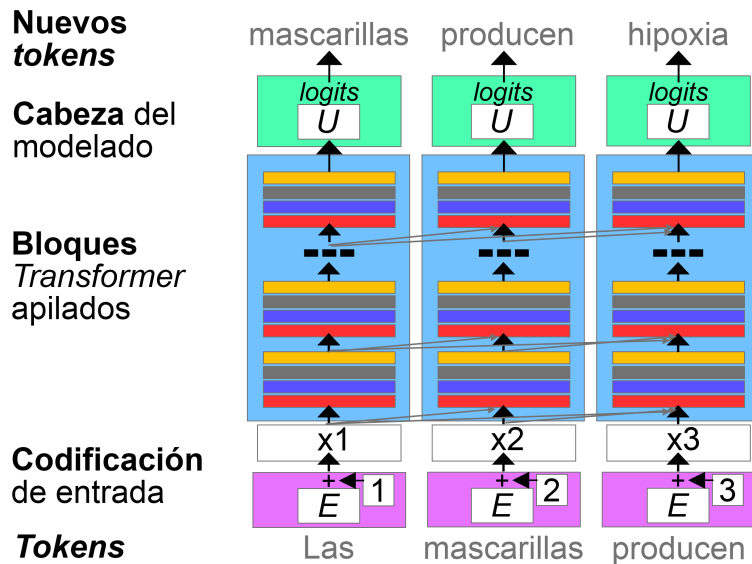 Nuevos tokens
mascarillas producen hipoxia
Cabeza del modelado
logits logits logits
U U U
Bloques Transformer apilados
x1 x2 x3
Codificación de entrada
+ 1 + 2 + 3
E E E
Tokens
Las mascarillas producen